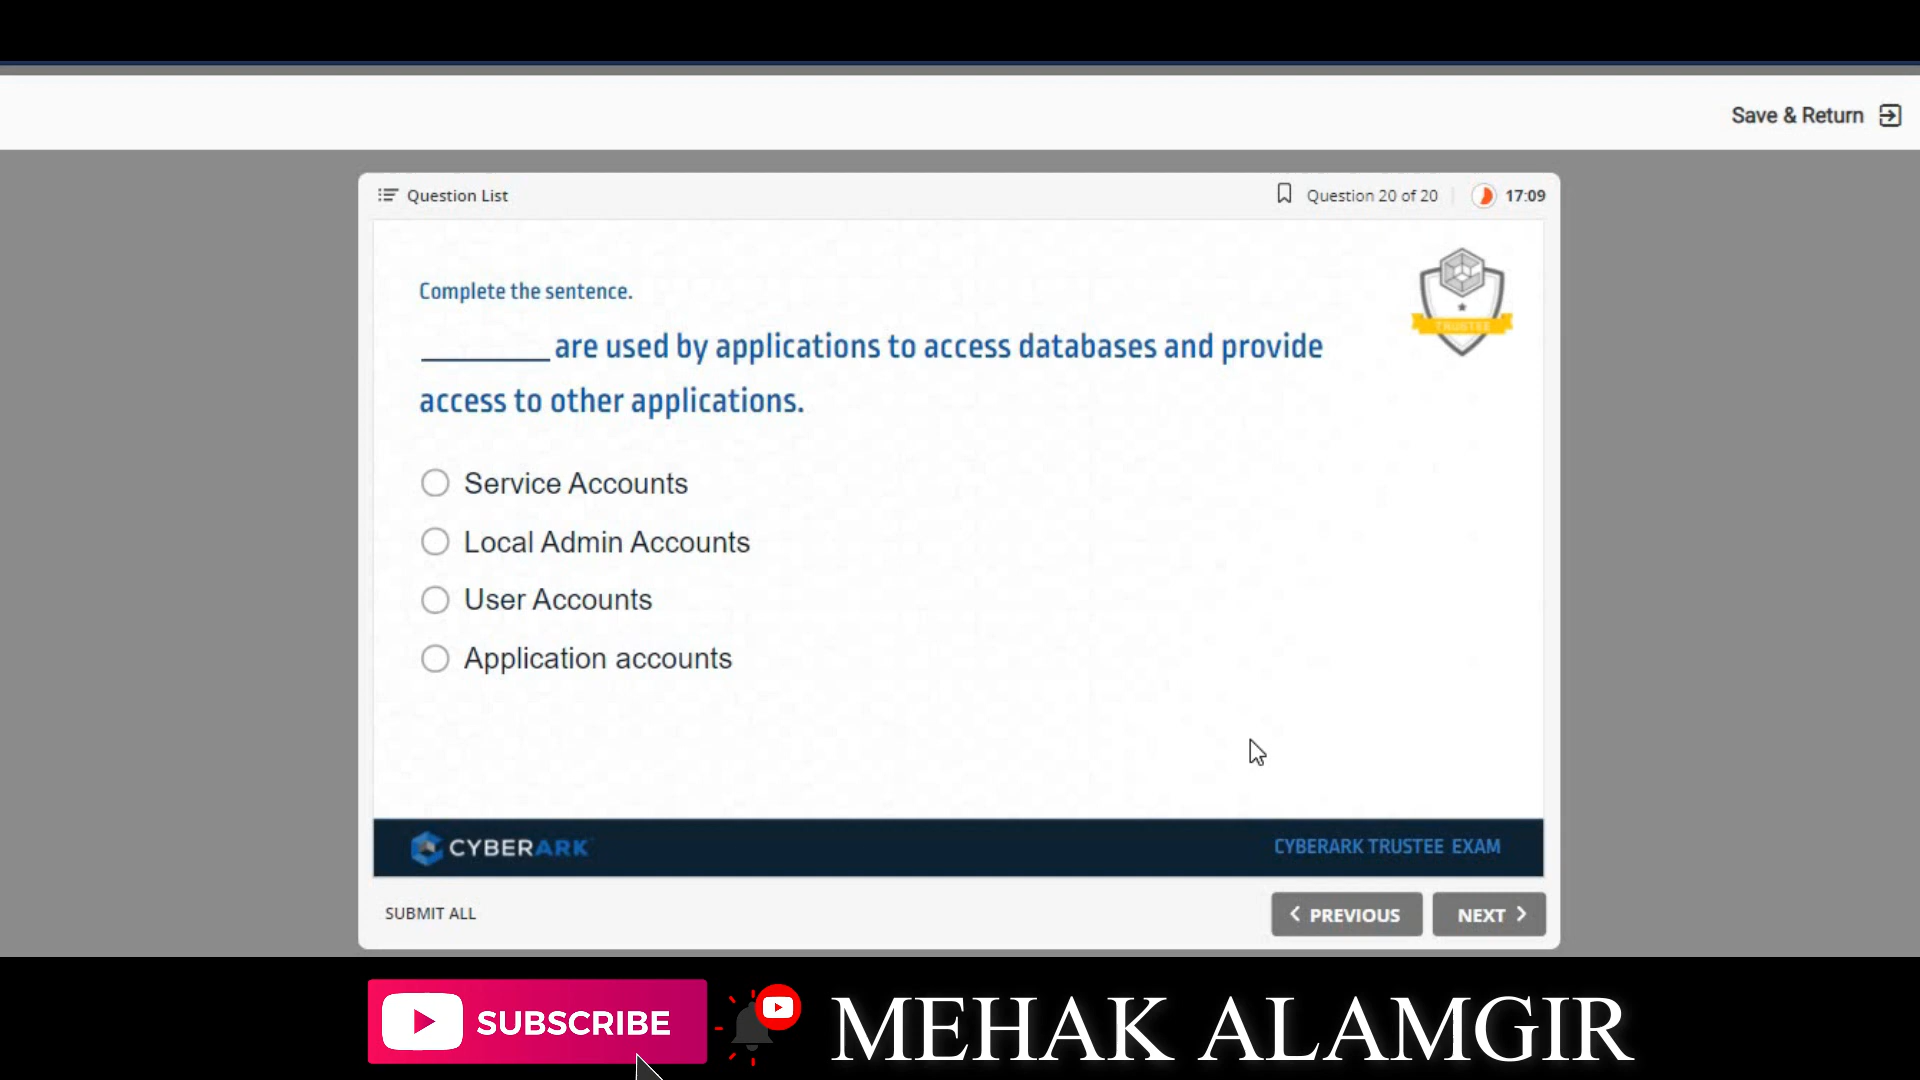 Save & Return
Question List
Question 20 of 20
17:09
Complete the sentence.
________ are used by applications to access databases and provide
access to other applications.
TRUSTEE
Service Accounts
Local Admin Accounts
User Accounts
Application accounts
CYBERARK
CYBERARK TRUSTEE EXAM
SUBMIT ALL
PREVIOUS
NEXT
SUBSCRIBE
MEHAK ALAMGIR